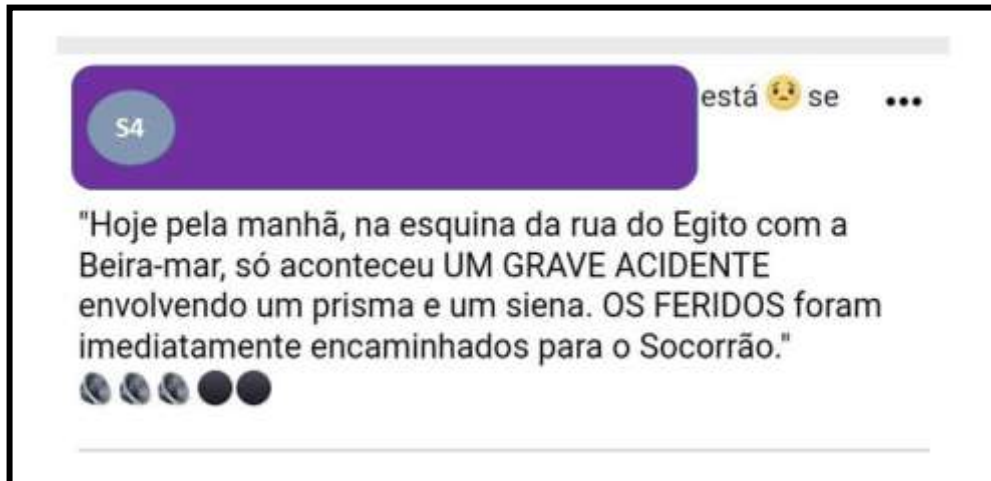 S4
está 😟 se •••
"Hoje pela manhã, na esquina da rua do Egito com a
Beira-mar, só aconteceu UM GRAVE ACIDENTE
envolvendo um prisma e um siena. OS FERIDOS foram
imediatamente encaminhados para o Socorrão."
🔊🔊🔊⚫⚫